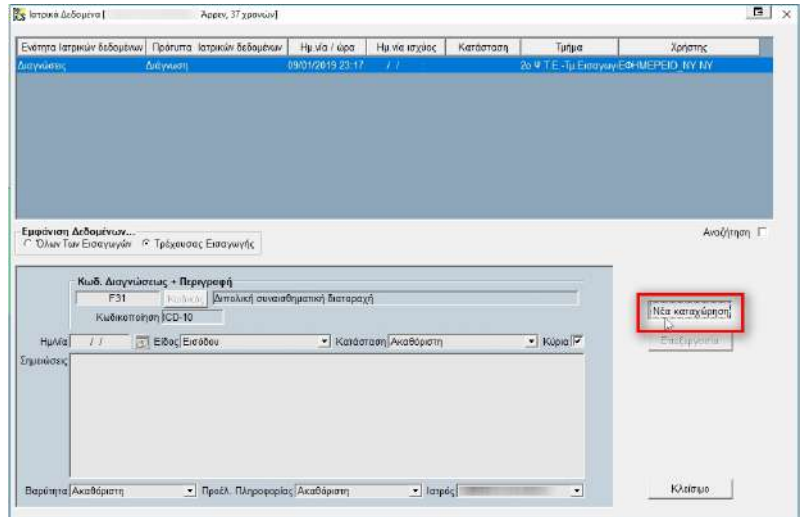 Ιατρικά Δεδομένα [ Άρρεν, 37 χρονών]
Ενότητα Ιατρικών δεδομένων Πρότυπα Ιατρικών δεδομένων Ημ.νία / ώρα Ημ.νία ισχύος Κατάσταση Τμήμα Χρήστης
Διαγνώσεις Διάγνωση 09/01/2019 23:17 / / 2ο Ψ.Τ.Ε.-Τμ.Εισαγωγ ΕΦΗΜΕΡΕΙΟ_ΝΥ ΝΥ
Εμφάνιση Δεδομένων...
Όλων Των Εισαγωγών Τρέχουσας Εισαγωγής
Αναζήτηση
Κωδ. Διαγνώσεως + Περιγραφή
F31 Κωδικός Διπολική συναισθηματική διαταραχή
Κωδικοποίηση ICD-10
Νέα καταχώρηση
Ημ/νία / / Είδος Εισόδου Κατάσταση Ακαθόριστη Κύρια
Επεξεργασία
Σημειώσεις
Βαρύτητα Ακαθόριστη Προέλ. Πληροφορίας Ακαθόριστη Ιατρός
Κλείσιμο